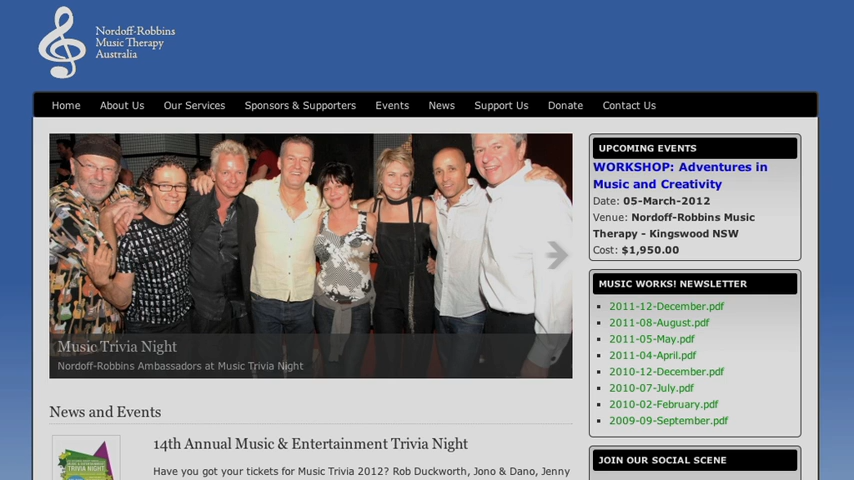 Nordoff-Robbins
Music Therapy
Australia
Home About Us Our Services Sponsors & Supporters Events News Support Us Donate Contact Us
Music Trivia Night
Nordoff-Robbins Ambassadors at Music Trivia Night
News and Events
TRIVIA NIGHT
14th Annual Music & Entertainment Trivia Night
Have you got your tickets for Music Trivia 2012? Rob Duckworth, Jono & Dano, Jenny
UPCOMING EVENTS
WORKSHOP: Adventures in
Music and Creativity
Date: 05-March-2012
Venue: Nordoff-Robbins Music
Therapy - Kingswood NSW
Cost: $1,950.00
MUSIC WORKS! NEWSLETTER
2011-12-December.pdf
2011-08-August.pdf
2011-05-May.pdf
2011-04-April.pdf
2010-12-December.pdf
2010-07-July.pdf
2010-02-February.pdf
2009-09-September.pdf
JOIN OUR SOCIAL SCENE